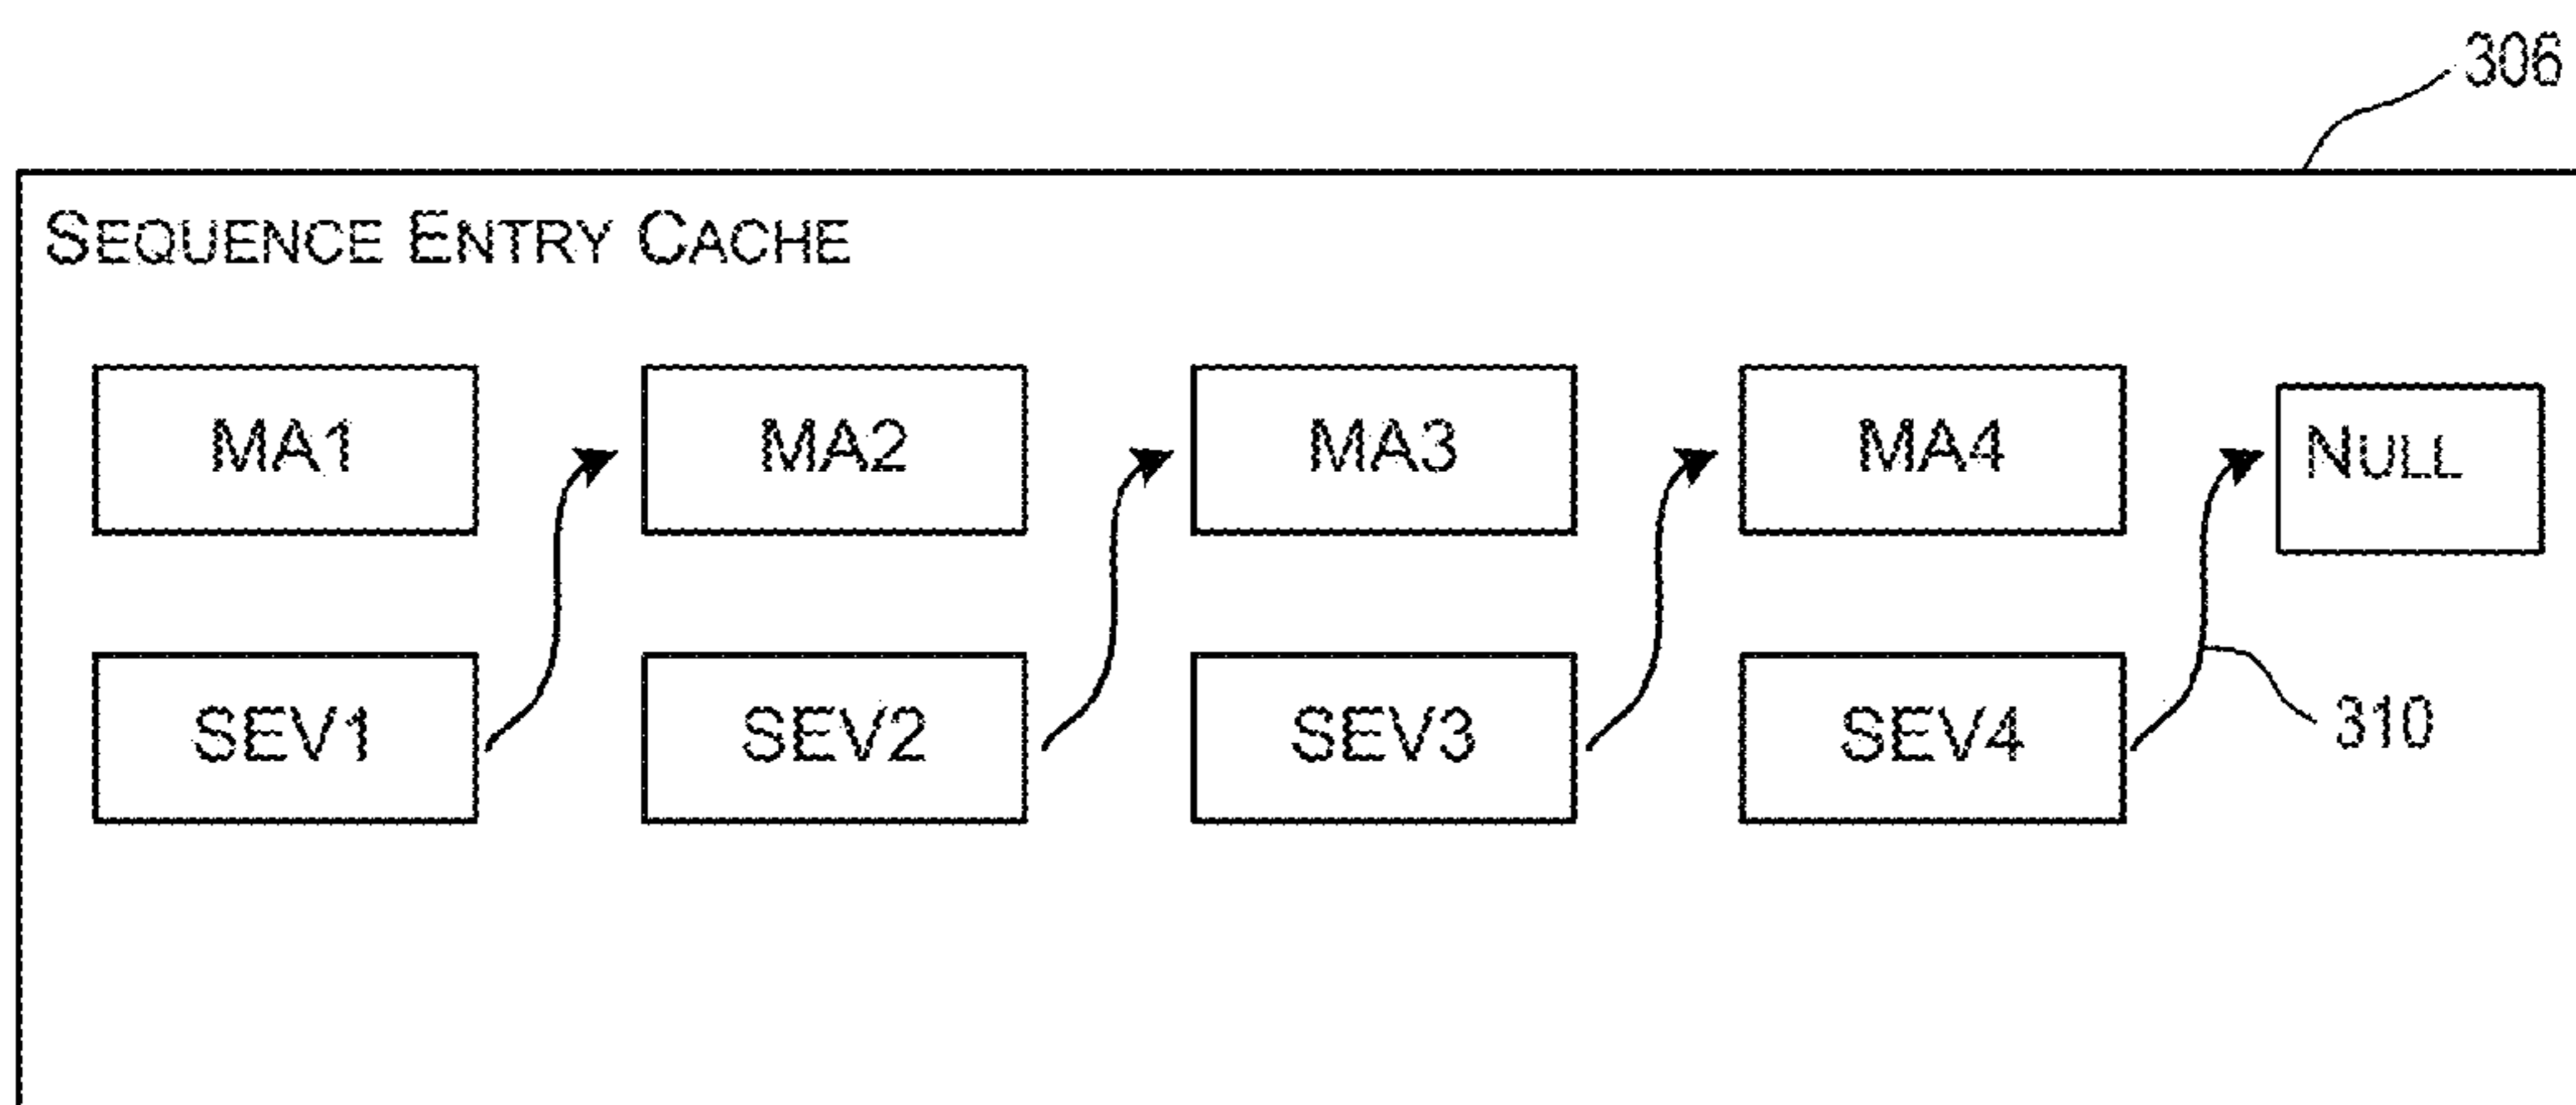 306
SEQUENCE ENTRY CACHE
MA1 MA2 MA3 MA4 NULL
SEV1 SEV2 SEV3 SEV4 310